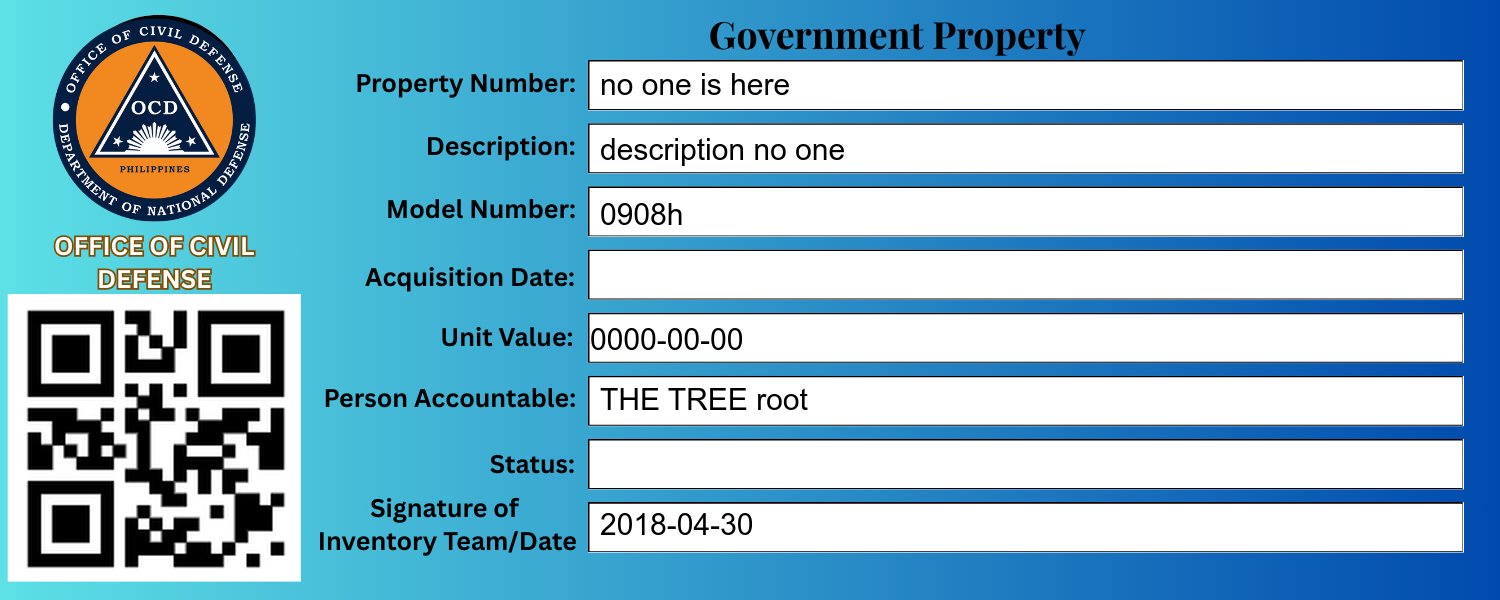 Government Property
OFFICE OF CIVIL DEFENSE
DEPARTMENT OF NATIONAL DEFENSE
OCD
PHILIPPINES
OFFICE OF CIVIL
DEFENSE
Property Number: no one is here
Description: description no one
Model Number: 0908h
Acquisition Date:
Unit Value: 0000-00-00
Person Accountable: THE TREE root
Status:
Signature of
Inventory Team/Date 2018-04-30